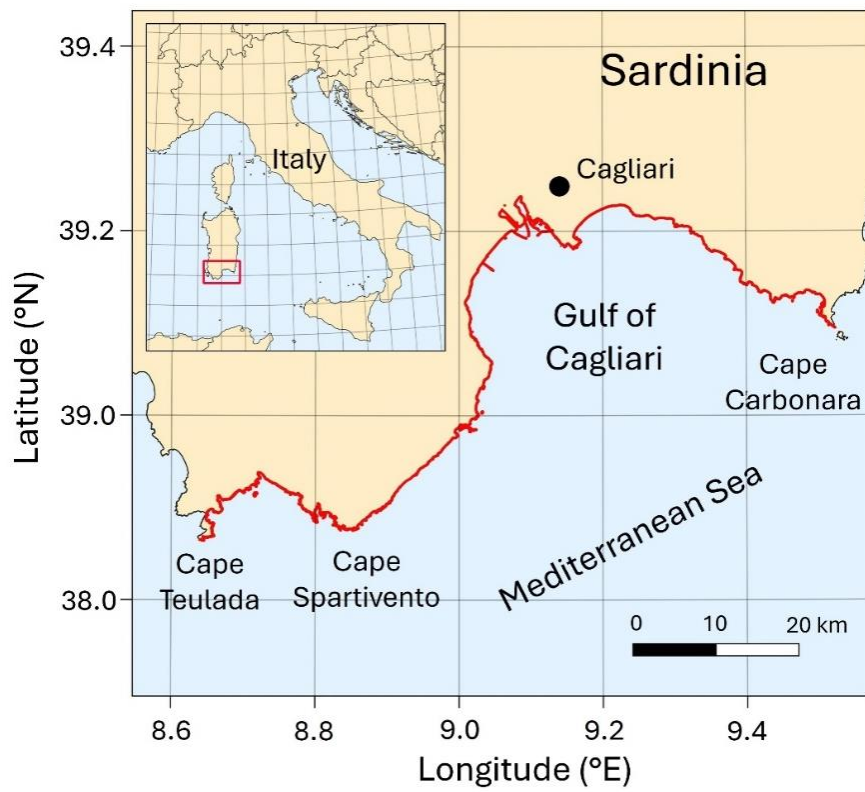 39.4
39.2
39.0
38.0
Latitude (°N)
Italy
Sardinia
Cagliari
Gulf of
Cagliari
Cape
Carbonara
Mediterranean Sea
Cape
Teulada
Cape
Spartivento
0 10 20 km
8.6 8.8 9.0 9.2 9.4
Longitude (°E)